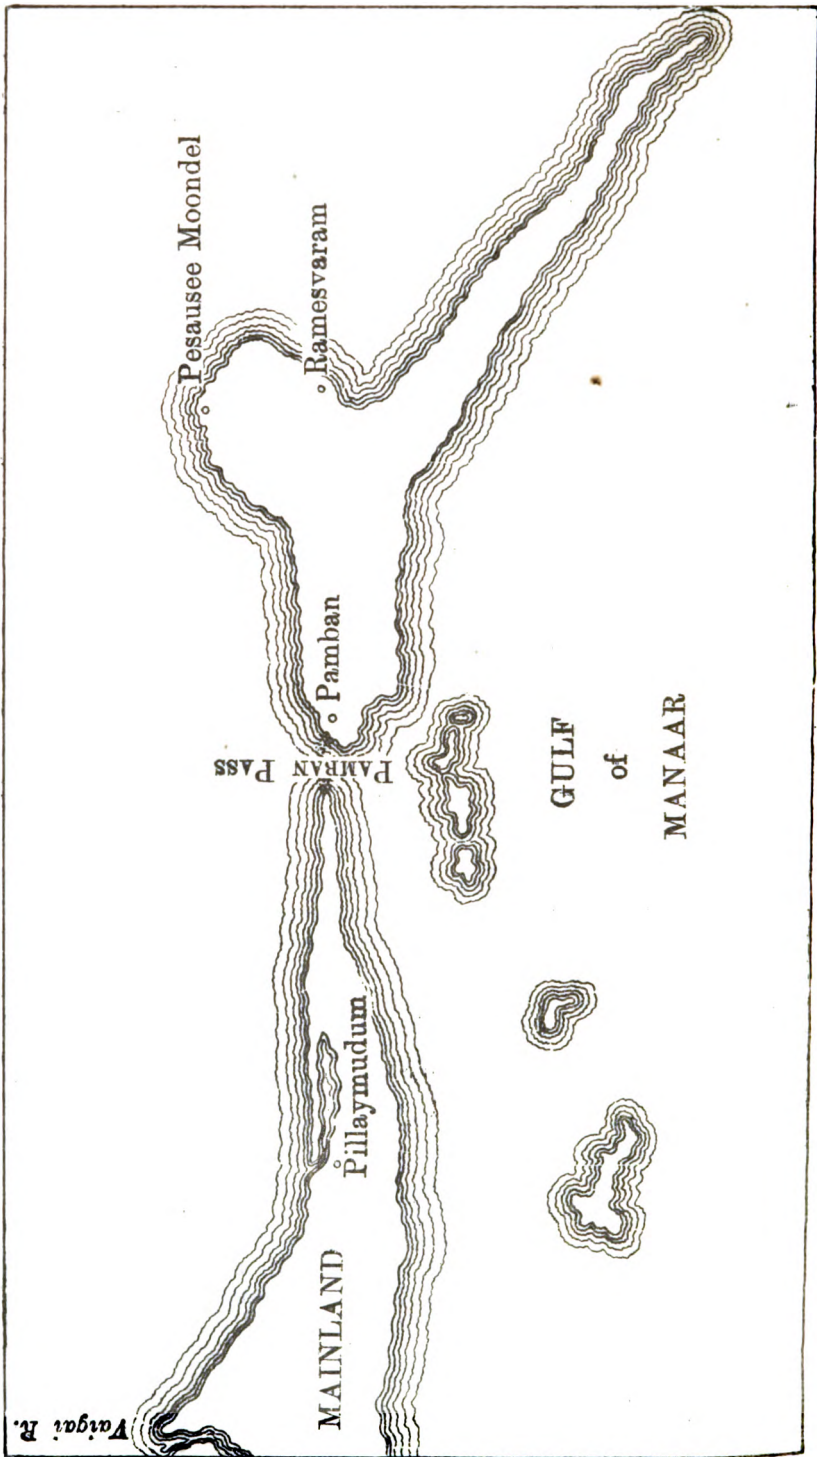 Pesausee Moondel
Ramesvaram
Pamban
PAMBAN PASS
GULF
of
MANAAR
Pillaymudum
MAINLAND
Vaigai R.